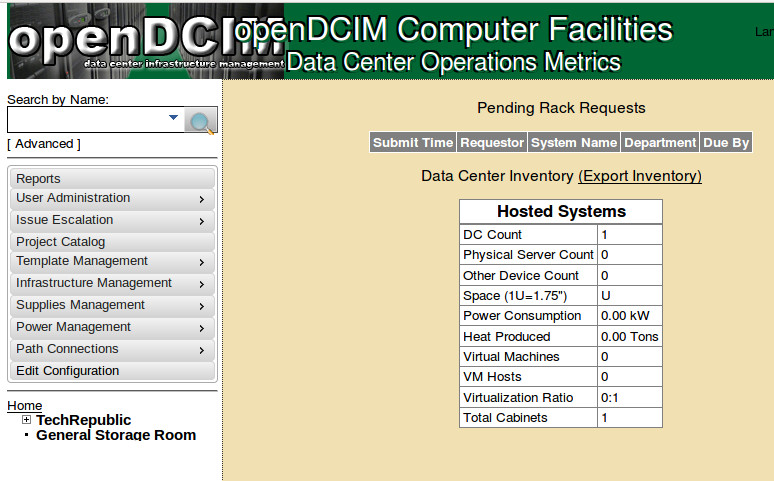 openDCIM
data center infrastructure management
openDCIM Computer Facilities
Data Center Operations Metrics
Search by Name:
[ Advanced ]
Reports
User Administration
Issue Escalation
Project Catalog
Template Management
Infrastructure Management
Supplies Management
Power Management
Path Connections
Edit Configuration
Home
TechRepublic
General Storage Room
Pending Rack Requests
Submit Time Requestor System Name Department Due By
Data Center Inventory (Export Inventory)
Hosted Systems
DC Count 1
Physical Server Count 0
Other Device Count 0
Space (1U=1.75") U
Power Consumption 0.00 kW
Heat Produced 0.00 Tons
Virtual Machines 0
VM Hosts 0
Virtualization Ratio 0:1
Total Cabinets 1